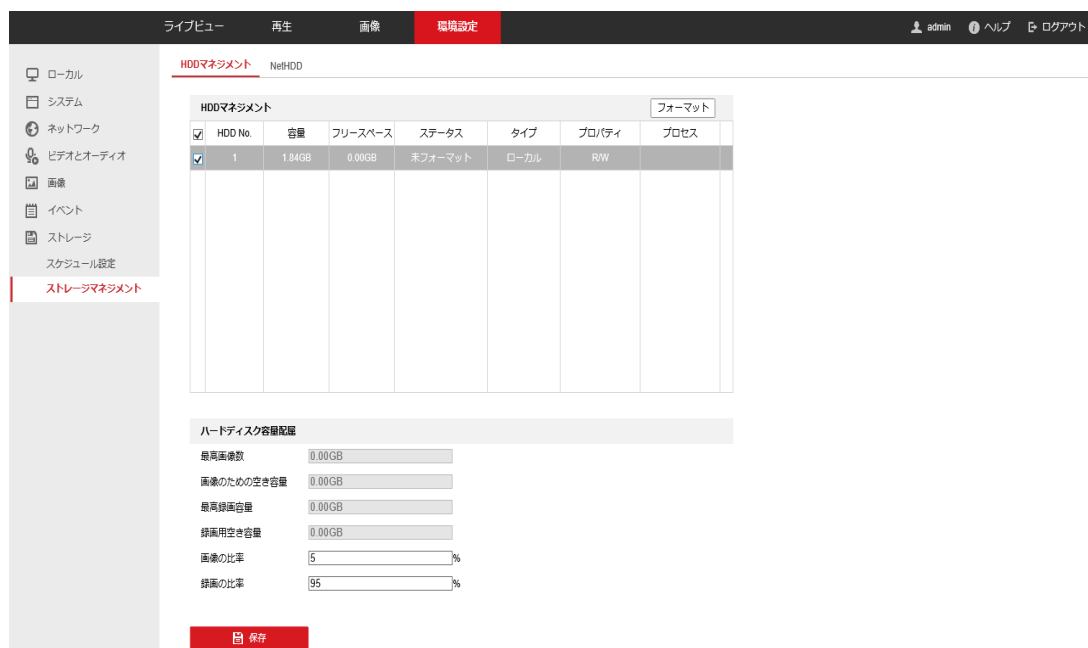 ライブビュー 再生 画像 環境設定 admin ヘルプ ログアウト
ローカル
システム
ネットワーク
ビデオとオーディオ
画像
イベント
ストレージ
スケジュール設定
ストレージマネジメント
HDDマネジメント NetHDD
HDDマネジメント フォーマット
HDD No. 容量 フリースペース ステータス タイプ プロパティ プロセス
1 1.84GB 0.00GB 未フォーマット ローカル R/W
ハードディスク容量配属
最高画像数 0.00GB
画像のための空き容量 0.00GB
最高録画容量 0.00GB
録画用空き容量 0.00GB
画像の比率 5 %
録画の比率 95 %
保存